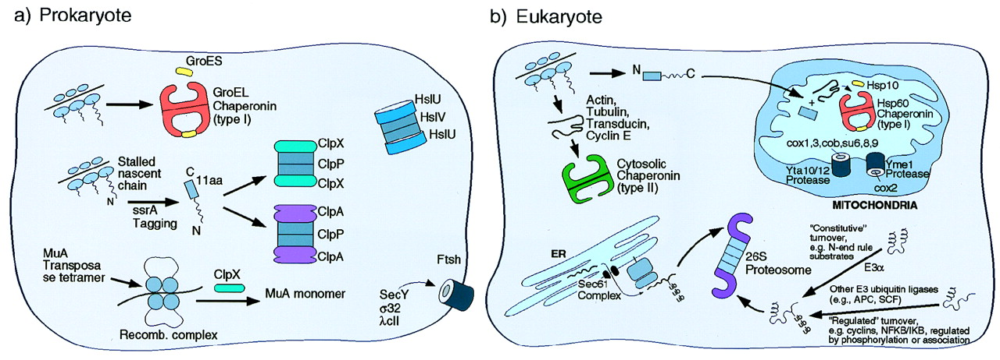 a) Prokaryote
GroES
GroEL
Chaperonin
(type I)
HslU
HslV
HslU
Stalled
nascent
chain
N
ssrA
Tagging
C
11aa
N
ClpX
ClpP
ClpX
ClpA
ClpP
ClpA
MuA
Transposa
se tetramer
ClpX
MuA monomer
Recomb. complex
Ftsh
SecY
σ32
λcII
b) Eukaryote
N
C
Actin,
Tubulin,
Transducin,
Cyclin E
Cytosolic
Chaperonin
(type II)
+
Hsp10
Hsp60
Chaperonin
(type I)
cox1,3,cob,su6,8,9
Yta10/12
Protease
Yme1
Protease
cox2
MITOCHONDRIA
ER
Sec61
Complex
26S
Proteosome
"Constitutive"
turnover,
e.g. N-end rule
substrates
E3α
Other E3 ubiquitin ligases
(e.g., APC, SCF)
"Regulated" turnover,
e.g. cyclins, NFKB/IKB, regulated
by phosphorylation or association